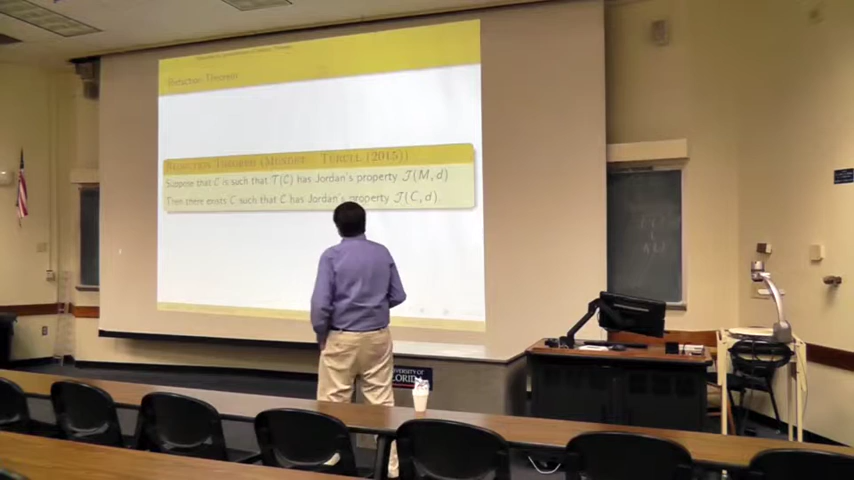 Reduction Theorem
Reduction Theorem (Mundet – Turull (2015))
Suppose that C is such that T(C) has Jordan's property J(M, d)
Then there exists C such that C has Jordan's property J(C, d).
UNIVERSITY OF
FLORIDA